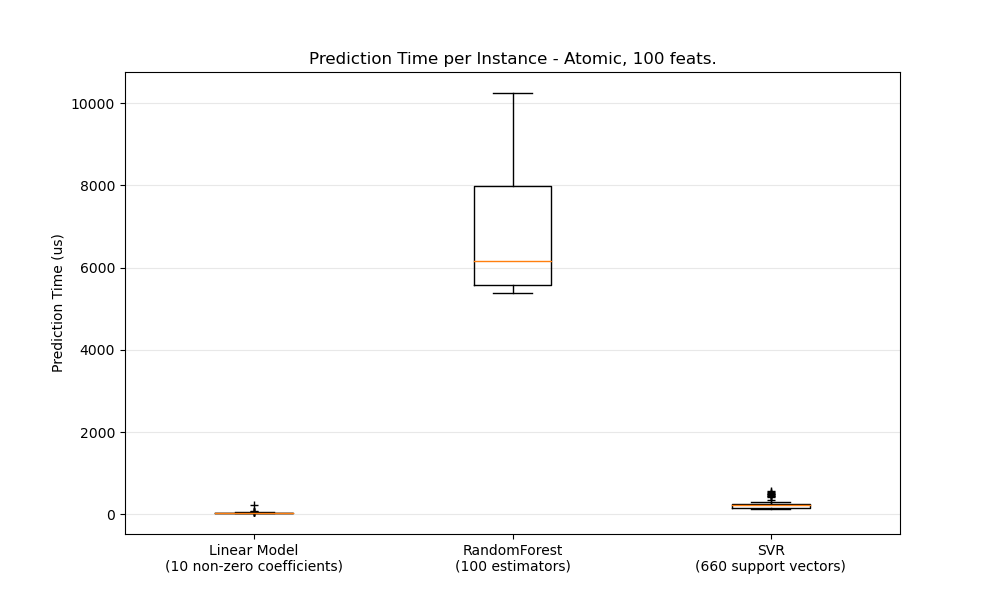 Prediction Time per Instance - Atomic, 100 feats.
Prediction Time (us)
10000
8000
6000
4000
2000
0
Linear Model
(10 non-zero coefficients)
RandomForest
(100 estimators)
SVR
(660 support vectors)